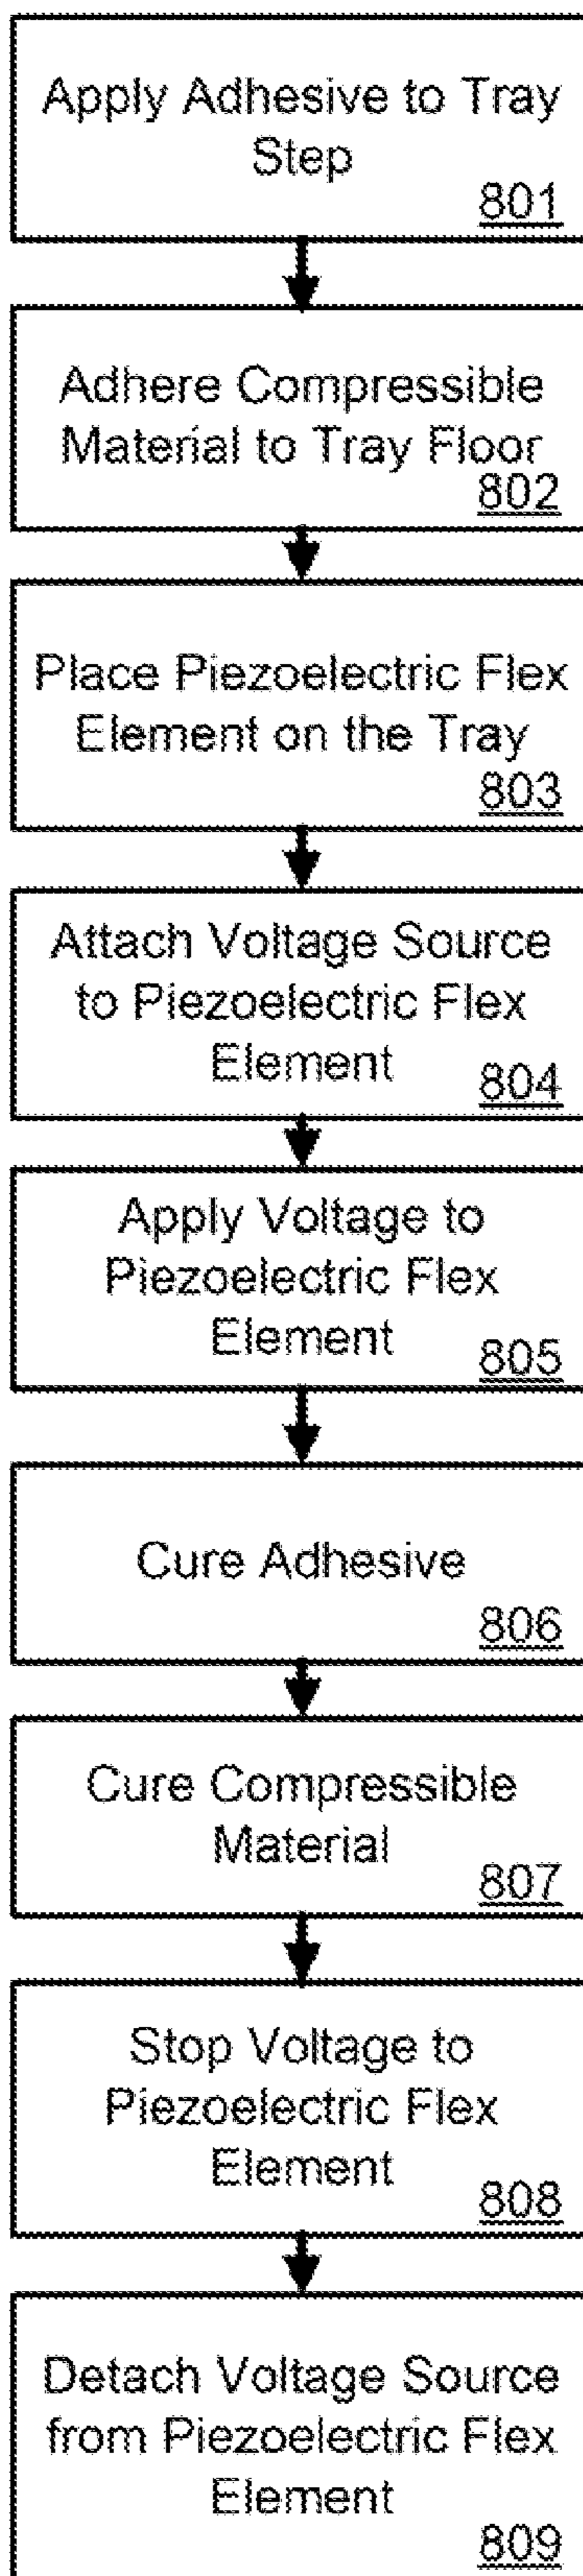 Apply Adhesive to Tray
Step
801
Adhere Compressible
Material to Tray Floor
802
Place Piezoelectric Flex
Element on the Tray
803
Attach Voltage Source
to Piezoelectric Flex
Element
804
Apply Voltage to
Piezoelectric Flex
Element
805
Cure Adhesive
806
Cure Compressible
Material
807
Stop Voltage to
Piezoelectric Flex
Element
808
Detach Voltage Source
from Piezoelectric Flex
Element
809